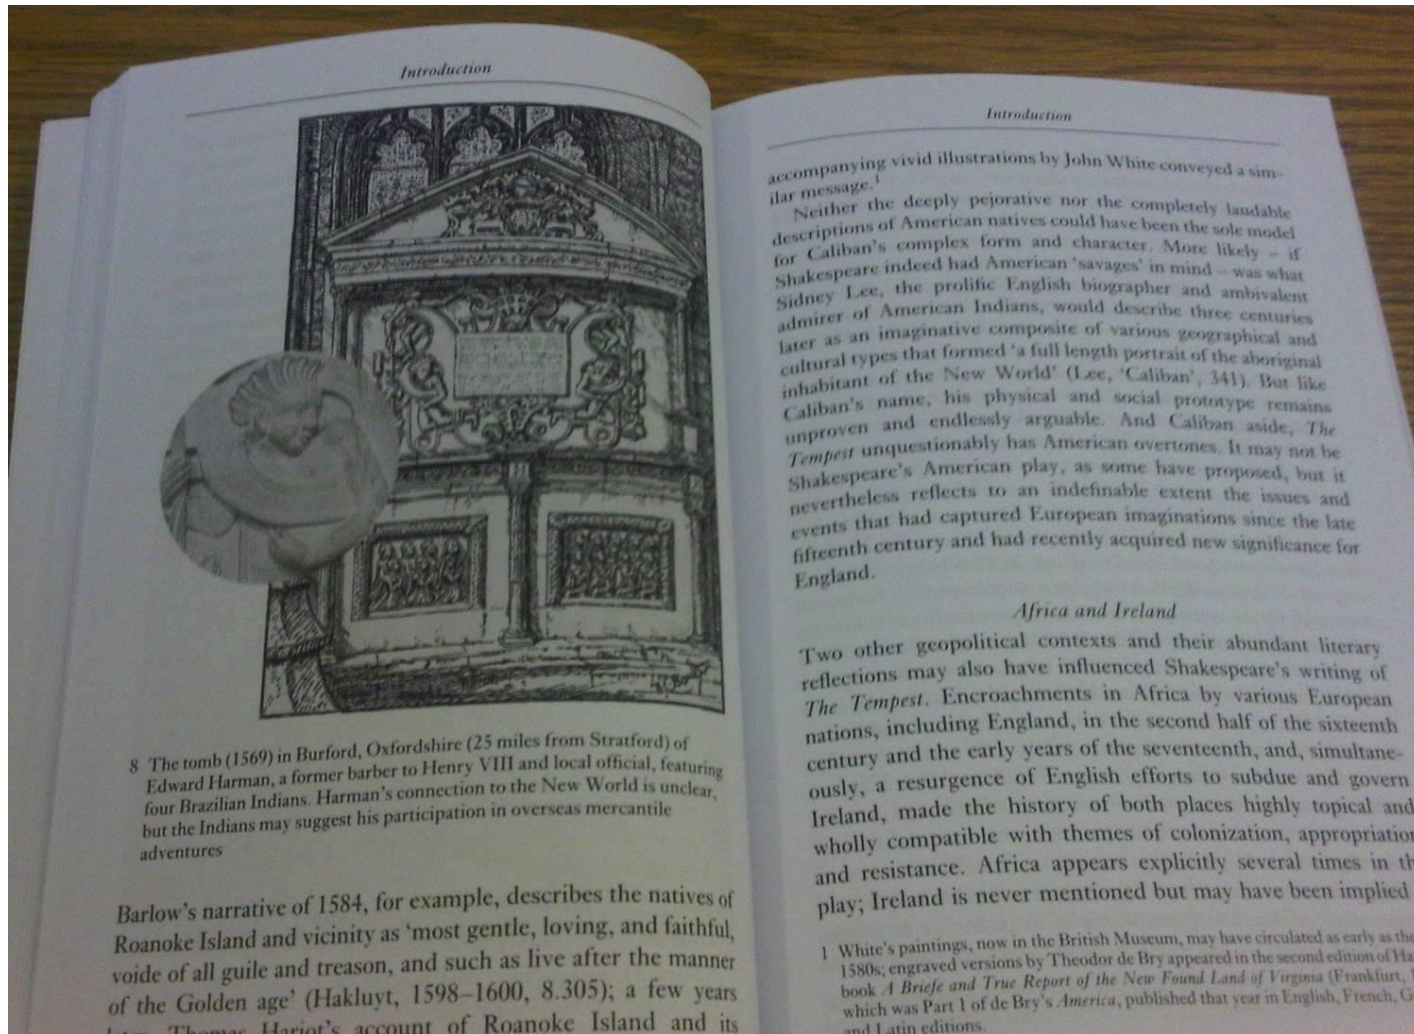 Introduction
8 The tomb (1569) in Burford, Oxfordshire (25 miles from Stratford) of
Edward Harman, a former barber to Henry VIII and local official, featuring
four Brazilian Indians. Harman's connection to the New World is unclear,
but the Indians may suggest his participation in overseas mercantile
adventures
Barlow's narrative of 1584, for example, describes the natives of
Roanoke Island and vicinity as ‘most gentle, loving, and faithful,
voide of all guile and treason, and such as live after the manner
of the Golden age’ (Hakluyt, 1598–1600, 8.305); a few years
later, Thomas Hariot's account of Roanoke Island and its
Introduction
accompanying vivid illustrations by John White conveyed a sim-
ilar message.1
Neither the deeply pejorative nor the completely laudable
descriptions of American natives could have been the sole model
for Caliban's complex form and character. More likely – if
Shakespeare indeed had American ‘savages’ in mind – was what
Sidney Lee, the prolific English biographer and ambivalent
admirer of American Indians, would describe three centuries
later as an imaginative composite of various geographical and
cultural types that formed ‘a full length portrait of the aboriginal
inhabitant of the New World’ (Lee, ‘Caliban’, 341). But like
Caliban's name, his physical and social prototype remains
unproven and endlessly arguable. And Caliban aside, The
Tempest unquestionably has American overtones. It may not be
Shakespeare's American play, as some have proposed, but it
nevertheless reflects to an indefinable extent the issues and
events that had captured European imaginations since the late
fifteenth century and had recently acquired new significance for
England.
Africa and Ireland
Two other geopolitical contexts and their abundant literary
reflections may also have influenced Shakespeare's writing of
The Tempest. Encroachments in Africa by various European
nations, including England, in the second half of the sixteenth
century and the early years of the seventeenth, and, simultane-
ously, a resurgence of English efforts to subdue and govern
Ireland, made the history of both places highly topical and
wholly compatible with themes of colonization, appropriation
and resistance. Africa appears explicitly several times in th
play; Ireland is never mentioned but may have been implied
1 White's paintings, now in the British Museum, may have circulated as early as the
1580s; engraved versions by Theodor de Bry appeared in the second edition of Ha
book A Briefe and True Report of the New Found Land of Virginia (Frankfurt,
which was Part 1 of de Bry's America, published that year in English, French, G
and Latin editions.